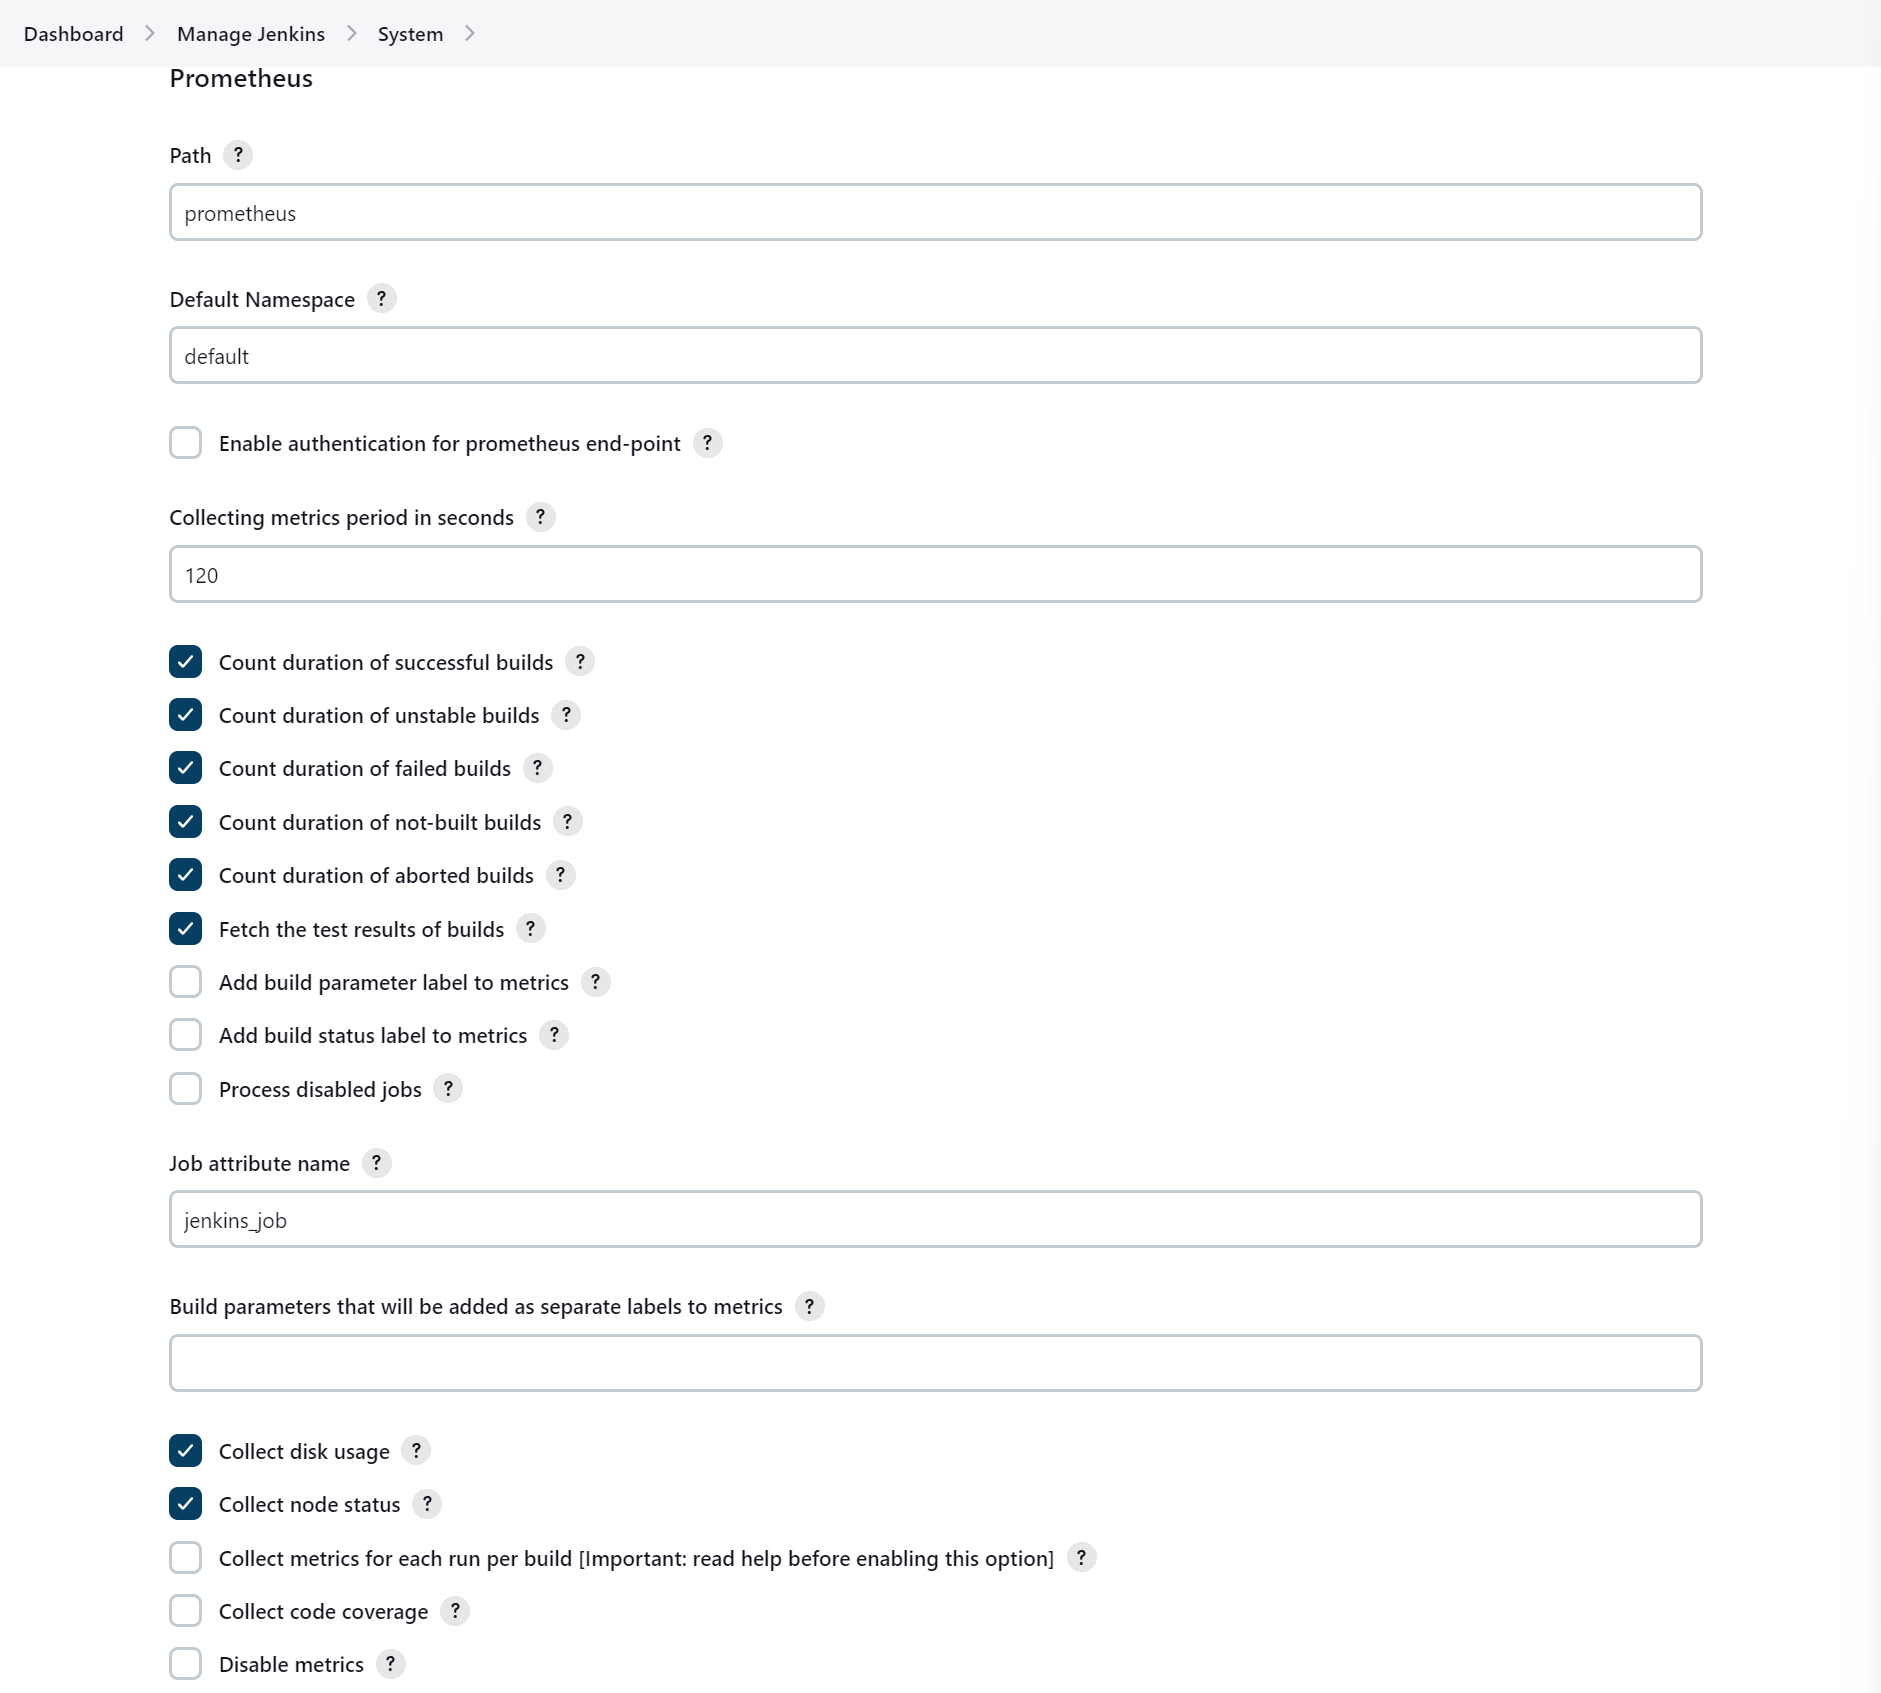 Dashboard > Manage Jenkins > System >
Prometheus
Path ?
prometheus
Default Namespace ?
default
Enable authentication for prometheus end-point ?
Collecting metrics period in seconds ?
120
Count duration of successful builds ?
Count duration of unstable builds ?
Count duration of failed builds ?
Count duration of not-built builds ?
Count duration of aborted builds ?
Fetch the test results of builds ?
Add build parameter label to metrics ?
Add build status label to metrics ?
Process disabled jobs ?
Job attribute name ?
jenkins_job
Build parameters that will be added as separate labels to metrics ?
Collect disk usage ?
Collect node status ?
Collect metrics for each run per build [Important: read help before enabling this option] ?
Collect code coverage ?
Disable metrics ?